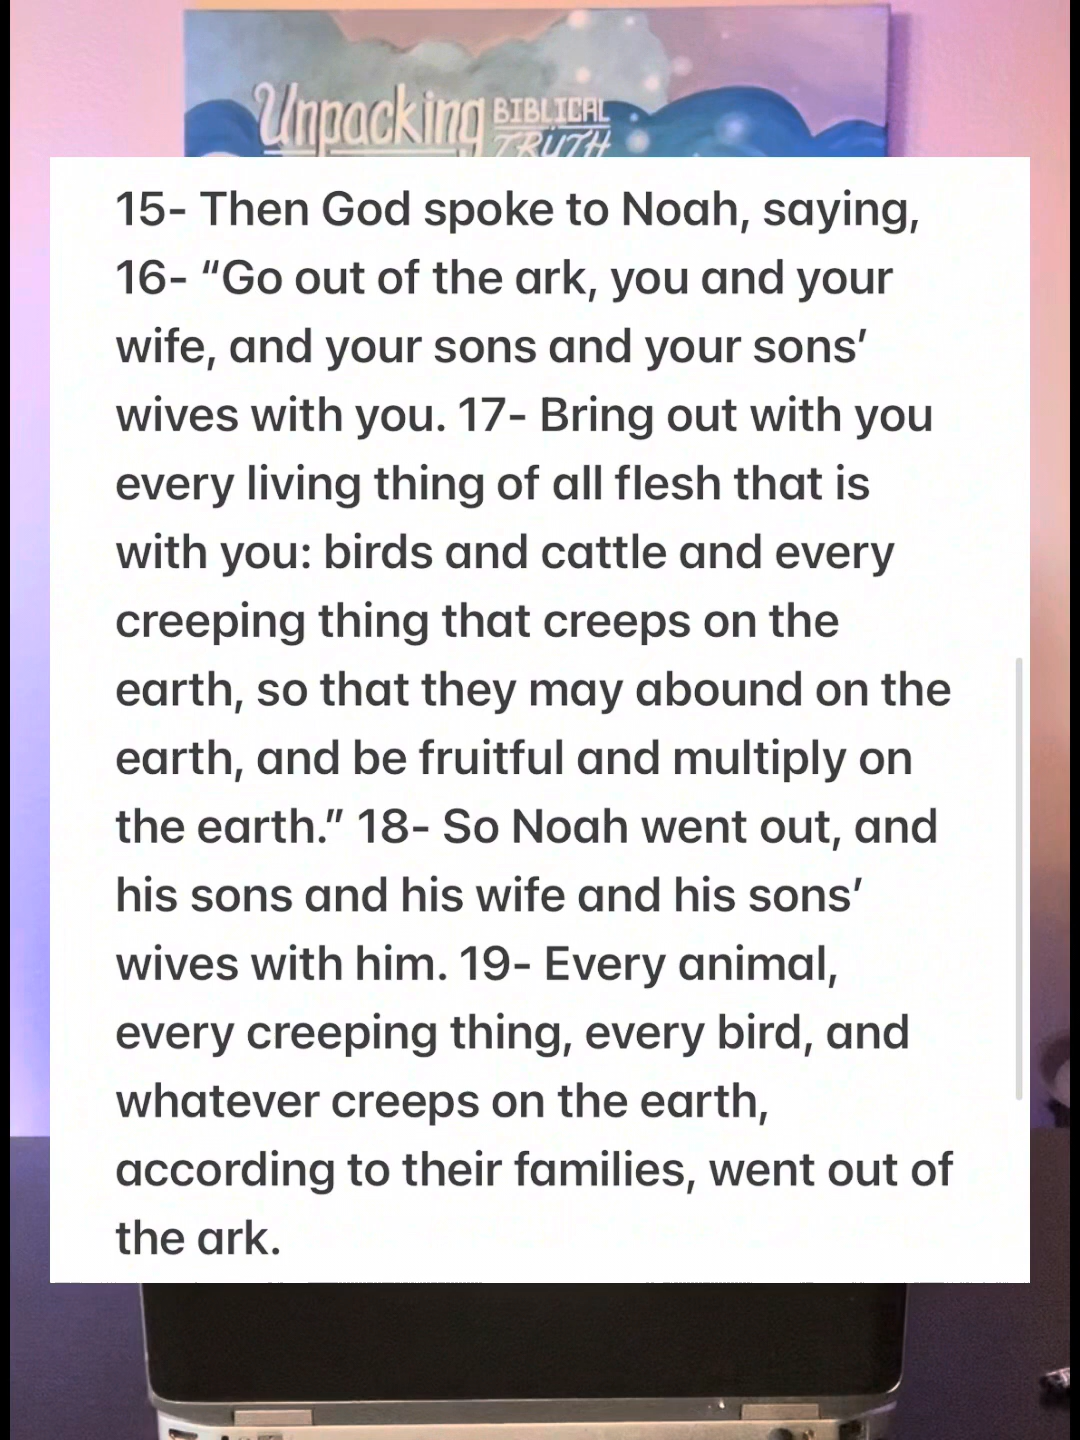 Unpacking BIBLICAL
TRUTH
15- Then God spoke to Noah, saying,
16- “Go out of the ark, you and your
wife, and your sons and your sons’
wives with you. 17- Bring out with you
every living thing of all flesh that is
with you: birds and cattle and every
creeping thing that creeps on the
earth, so that they may abound on the
earth, and be fruitful and multiply on
the earth.” 18- So Noah went out, and
his sons and his wife and his sons’
wives with him. 19- Every animal,
every creeping thing, every bird, and
whatever creeps on the earth,
according to their families, went out of
the ark.